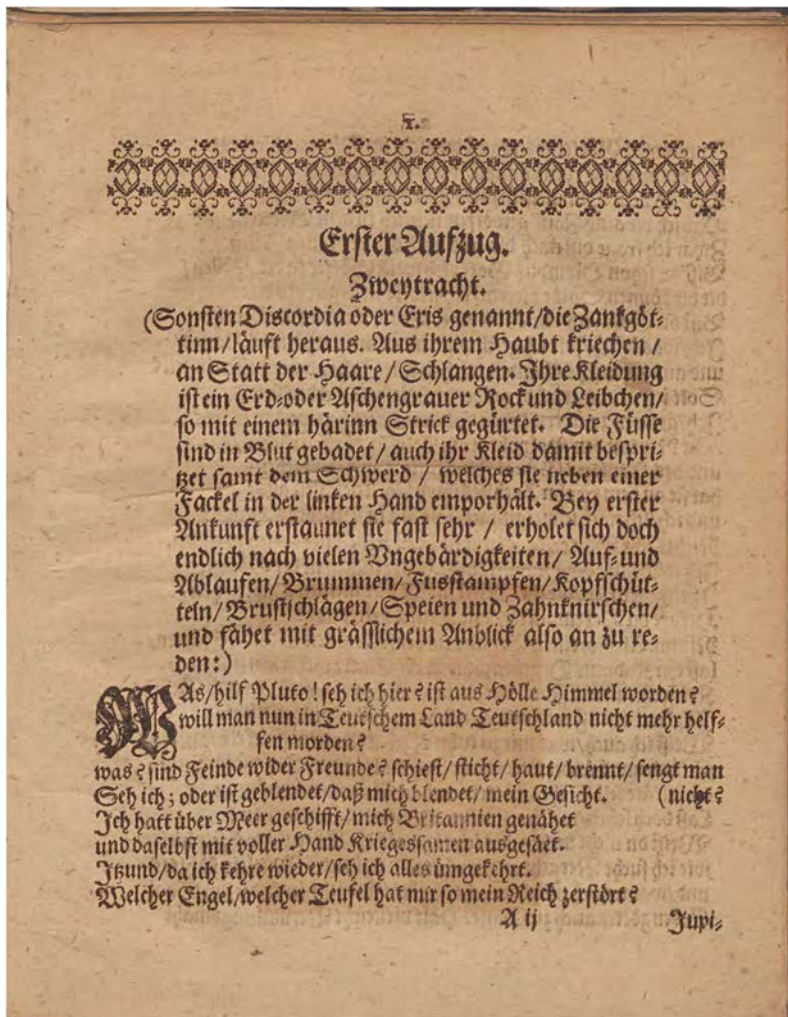 1.
Erster Aufzug.
Zweytracht.
(Sonsten Discordia oder Eris genannt/die Zankgöt-
tinn/läuft heraus. Aus ihrem Haubt kriechen /
an Statt der Haare/Schlangen. Ihre Kleidung
ist ein Erd-oder Aschengrauer Rock und Leibchen/
so mit einem härinn Strick gegürtet. Die Füsse
sind in Blut gebadet/auch ihr Kleid damit bespri-
tzet samt dem Schwerd / welches sie neben einer
Fackel in der linken Hand emporhält. Bey erster
Ankunft erstaunet sie fast sehr / erholet sich doch
endlich nach vielen Vngebärdigkeiten/ Auf-und
Ablaufen/Brummen/Fusstampfen/Kopfschüt-
teln/Brustschlägen/Speien und Zahnknirschen/
und fähet mit grässlichem Anblick also an zu re-
den:)
WAs/hilf Pluto! seh ich hier? ist aus Hölle Himmel worden?
will man nun in Teutschem Land Teutschland nicht mehr helf-
fen morden?
was? sind Feinde wider Freunde? schiest/sticht/haut/brennt/sengt man
Seh ich; oder ist geblendet/daß mich blendet/mein Gesicht. (nicht?
Ich hatt über Meer geschifft/mich Britannien genähet
und daselbst mit voller Hand Kriegessamen ausgesäet.
Itzund/da ich kehre wieder/seh ich alles ümgekehrt.
Welcher Engel/welcher Teufel hat mir so mein Reich zerstört?
A ij Jupi-